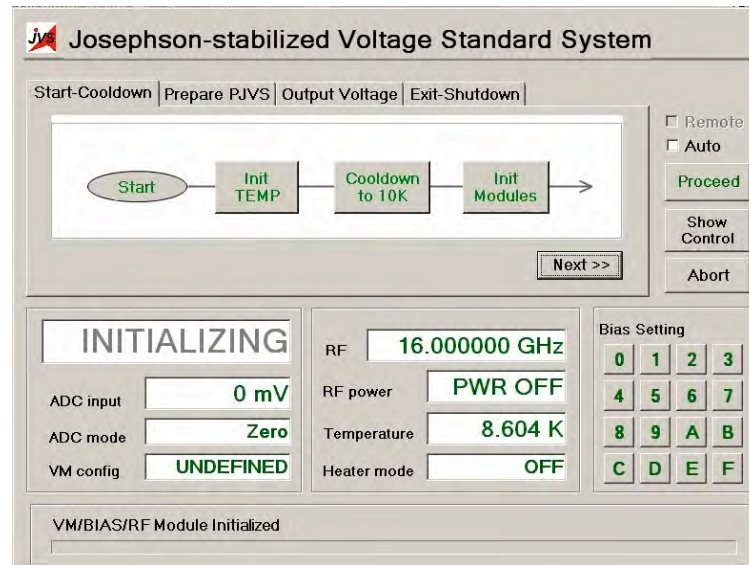 JVS Josephson-stabilized Voltage Standard System
Start-Cooldown Prepare PJVS Output Voltage Exit-Shutdown
Start
Init
TEMP
Cooldown
to 10K
Init
Modules
Next >>
Remote
Auto
Proceed
Show
Control
Abort
INITIALIZING
ADC input 0 mV
ADC mode Zero
VM config UNDEFINED
RF 16.000000 GHz
RF power PWR OFF
Temperature 8.604 K
Heater mode OFF
Bias Setting
0 1 2 3
4 5 6 7
8 9 A B
C D E F
VM/BIAS/RF Module Initialized